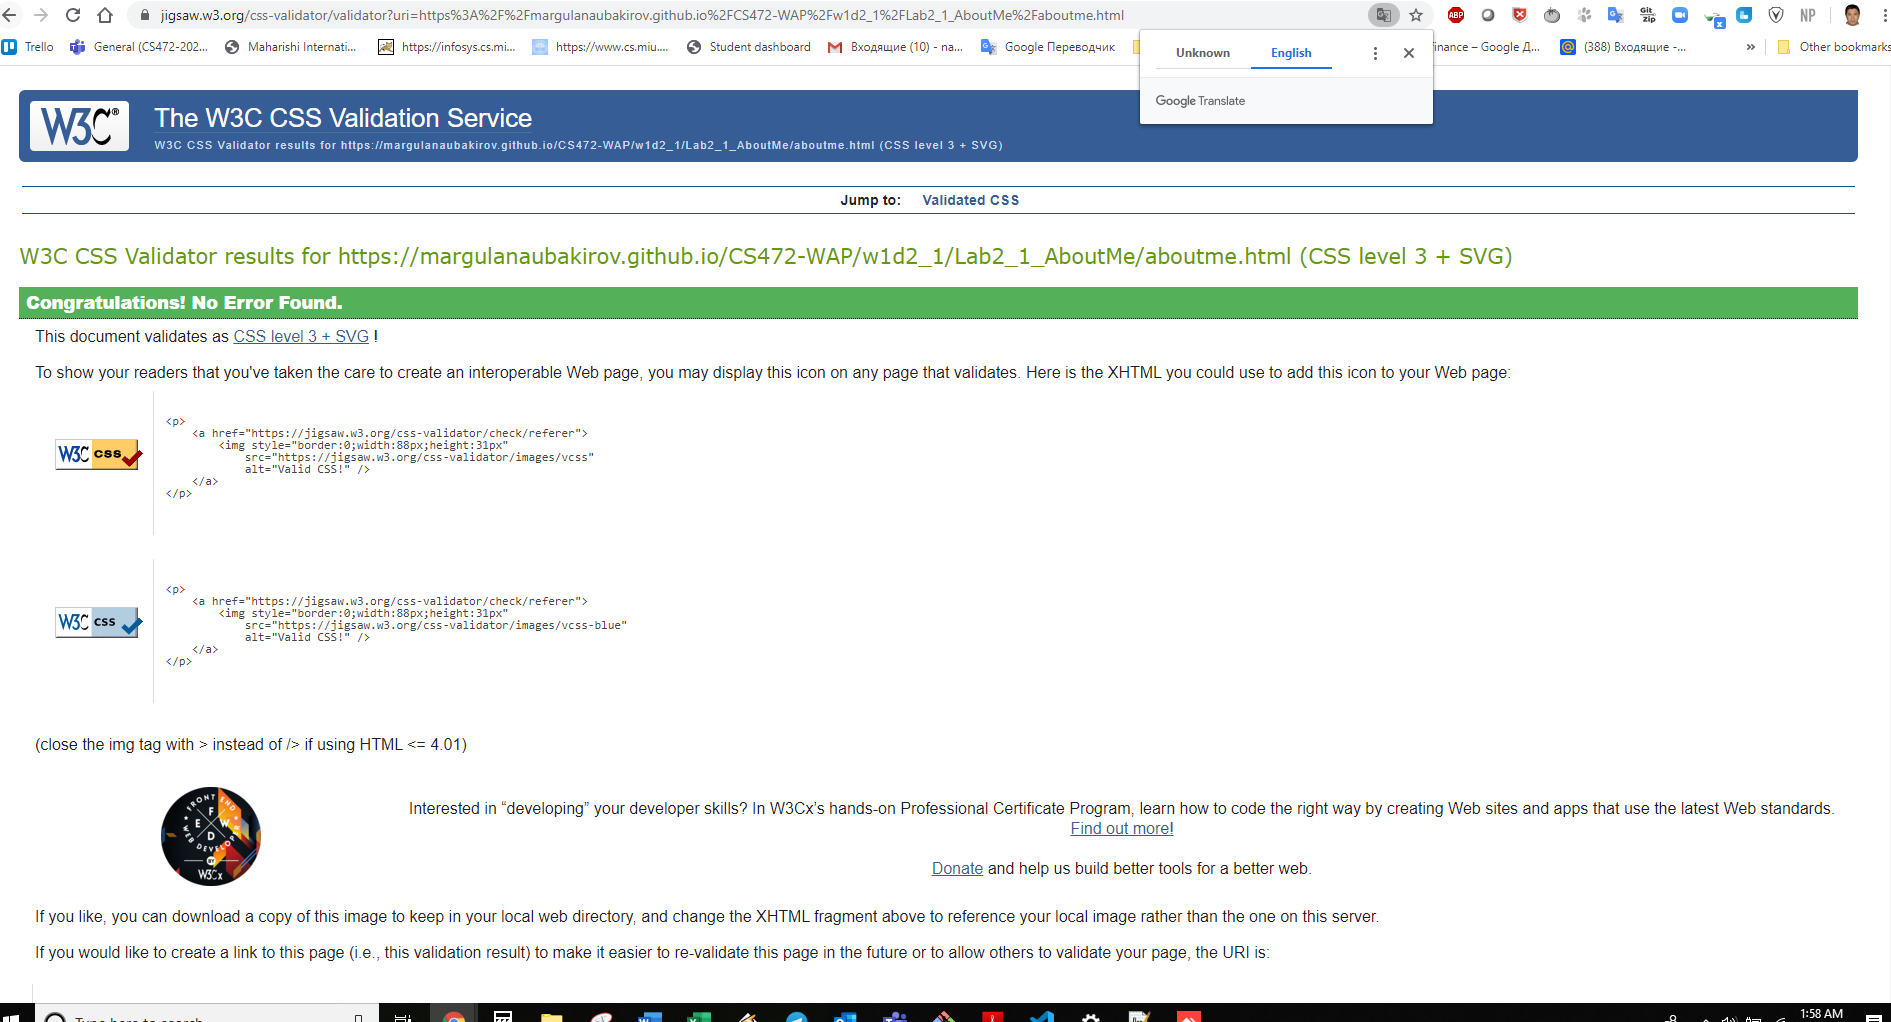 jigsaw.w3.org/css-validator/validator?uri=https%3A%2F%2Fmargulanaubakirov.github.io%2FCS472-WAP%2Fw1d2_1%2FLab2_1_AboutMe%2Faboutme.html
ABP
Git Zip
NP
Trello
General (CS472-202...
Maharishi Internati...
https://infosys.cs.mi...
https://www.cs.miu....
Student dashboard
Входящие (10) - na...
Google Переводчик
inance – Google Д...
(388) Входящие -...
»
Other bookmarks
Unknown
English
Google Translate
W3C®
The W3C CSS Validation Service
W3C CSS Validator results for https://margulanaubakirov.github.io/CS472-WAP/w1d2_1/Lab2_1_AboutMe/aboutme.html (CSS level 3 + SVG)
Jump to: Validated CSS
W3C CSS Validator results for https://margulanaubakirov.github.io/CS472-WAP/w1d2_1/Lab2_1_AboutMe/aboutme.html (CSS level 3 + SVG)
Congratulations! No Error Found.
This document validates as CSS level 3 + SVG !
To show your readers that you've taken the care to create an interoperable Web page, you may display this icon on any page that validates. Here is the XHTML you could use to add this icon to your Web page:
W3C css
<p>
<a href="https://jigsaw.w3.org/css-validator/check/referer">
<img style="border:0;width:88px;height:31px"
src="https://jigsaw.w3.org/css-validator/images/vcss"
alt="Valid CSS!" />
</a>
</p>
W3C css
<p>
<a href="https://jigsaw.w3.org/css-validator/check/referer">
<img style="border:0;width:88px;height:31px"
src="https://jigsaw.w3.org/css-validator/images/vcss-blue"
alt="Valid CSS!" />
</a>
</p>
(close the img tag with > instead of /> if using HTML <= 4.01)
FRONT END
F E W D
WEB DEVELOPER
BY
W3Cx
Interested in “developing” your developer skills? In W3Cx’s hands-on Professional Certificate Program, learn how to code the right way by creating Web sites and apps that use the latest Web standards.
Find out more!
Donate and help us build better tools for a better web.
If you like, you can download a copy of this image to keep in your local web directory, and change the XHTML fragment above to reference your local image rather than the one on this server.
If you would like to create a link to this page (i.e., this validation result) to make it easier to re-validate this page in the future or to allow others to validate your page, the URI is:
Type here to search
1:58 AM